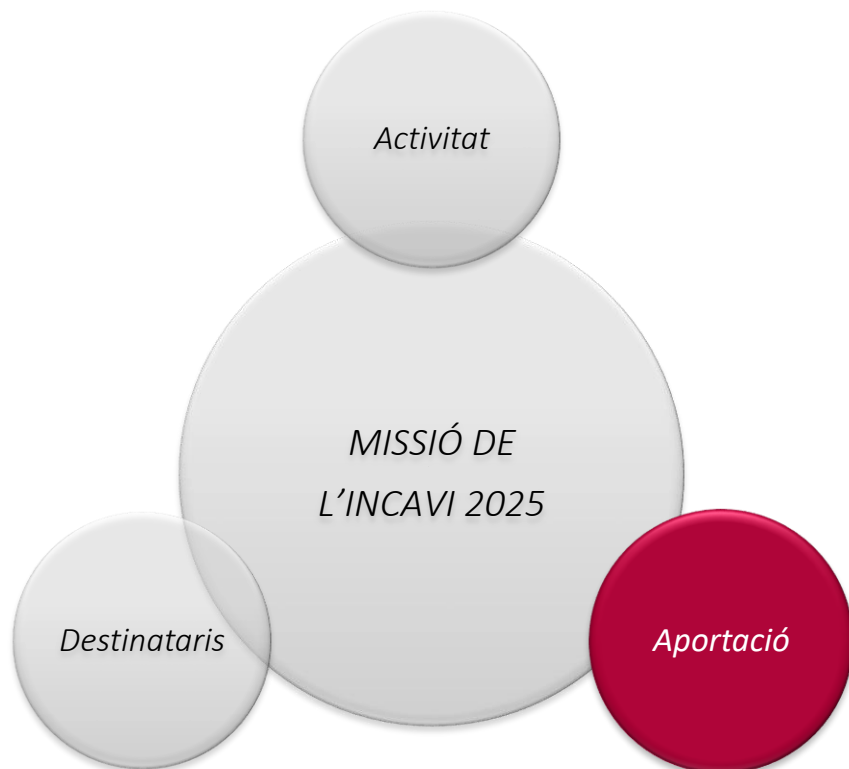 Activitat
MISSIÓ DE
L’INCAVI 2025
Destinataris
Aportació